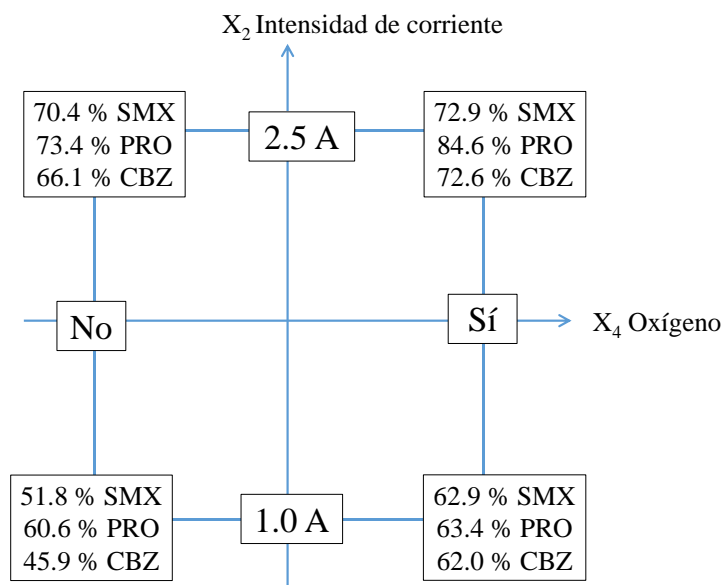 X₂ Intensidad de corriente
70.4 % SMX
73.4 % PRO
66.1 % CBZ
2.5 A
72.9 % SMX
84.6 % PRO
72.6 % CBZ
No
Sí
X₄ Oxígeno
51.8 % SMX
60.6 % PRO
45.9 % CBZ
1.0 A
62.9 % SMX
63.4 % PRO
62.0 % CBZ